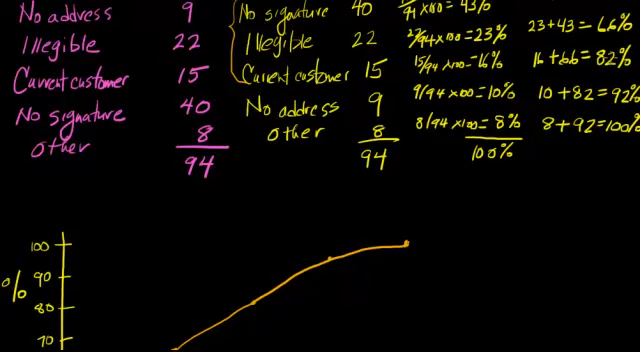 No address 9
Illegible 22
Current customer 15
No signature 40
other 8
94
No signature 40
Illegible 22
Current customer 15
No address 9
other 8
94
/94 x100 = 43%
22/94 x100 = 23%
15/94 x100 = 16%
9/94 x100 = 10%
8/94 x100 = 8%
100%
23+43 = 66%
16+66 = 82%
10+82 = 92%
8+92 = 100%
100
% 90
80
70